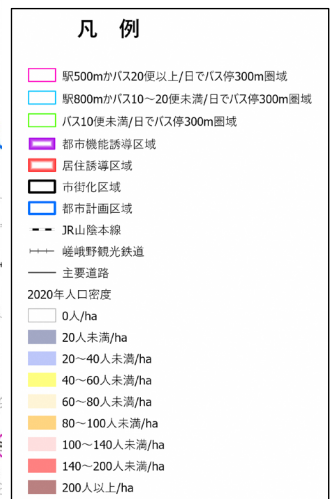 凡 例
駅500mかバス20便以上/日でバス停300m圏域
駅800mかバス10～20便未満/日でバス停300m圏域
バス10便未満/日でバス停300m圏域
都市機能誘導区域
居住誘導区域
市街化区域
都市計画区域
JR山陰本線
嵯峨野観光鉄道
主要道路
2020年人口密度
0人/ha
20人未満/ha
20～40人未満/ha
40～60人未満/ha
60～80人未満/ha
80～100人未満/ha
100～140人未満/ha
140～200人未満/ha
200人以上/ha